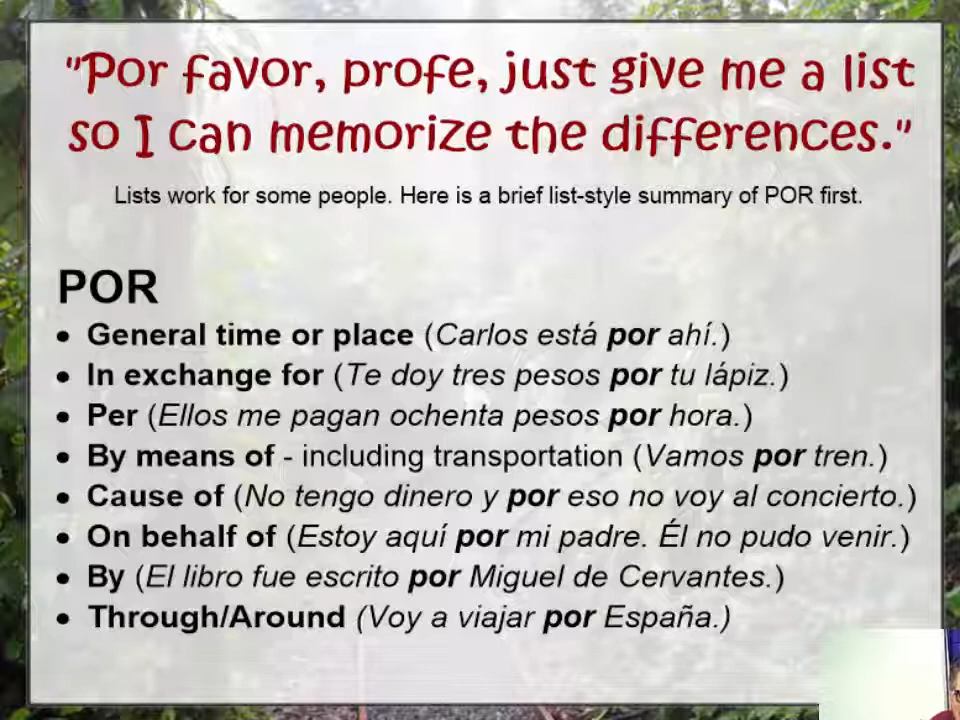 "Por favor, profe, just give me a list
so I can memorize the differences."
Lists work for some people. Here is a brief list-style summary of POR first.
POR
• General time or place (Carlos está por ahí.)
• In exchange for (Te doy tres pesos por tu lápiz.)
• Per (Ellos me pagan ochenta pesos por hora.)
• By means of - including transportation (Vamos por tren.)
• Cause of (No tengo dinero y por eso no voy al concierto.)
• On behalf of (Estoy aquí por mi padre. Él no pudo venir.)
• By (El libro fue escrito por Miguel de Cervantes.)
• Through/Around (Voy a viajar por España.)